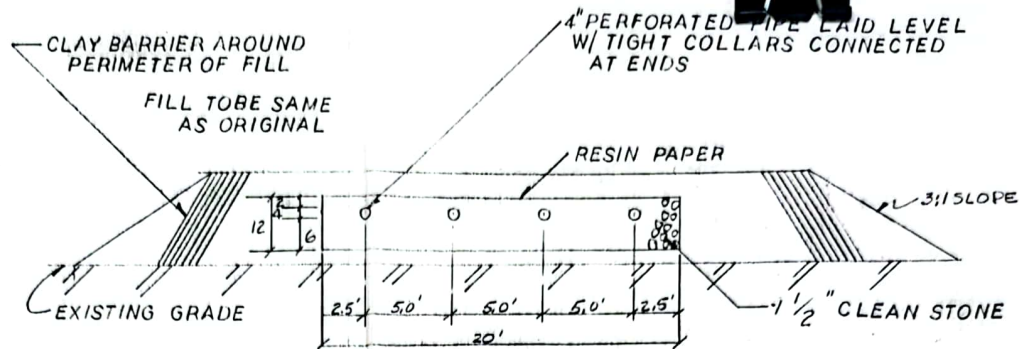 4" PERFORATED PIPE LAID LEVEL
W/ TIGHT COLLARS CONNECTED
AT ENDS
CLAY BARRIER AROUND
PERIMETER OF FILL
FILL TOBE SAME
AS ORIGINAL
RESIN PAPER
3:1 SLOPE
2
4
12
6
EXISTING GRADE
2.5' 5.0' 5.0' 5.0' 2.5'
20'
1 1/2" CLEAN STONE